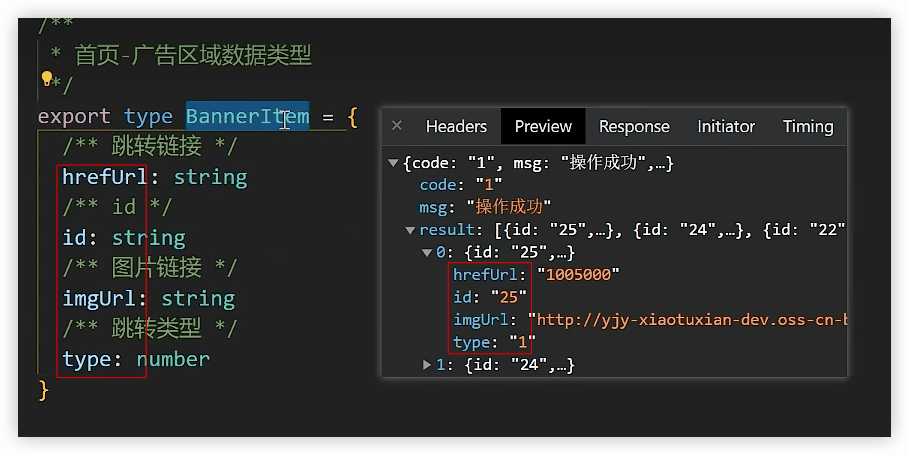 /**
* 首页-广告区域数据类型
*/
export type BannerItem = {
/** 跳转链接 */
hrefUrl: string
/** id */
id: string
/** 图片链接 */
imgUrl: string
/** 跳转类型 */
type: number
}
× Headers Preview Response Initiator Timing
▼{code: "1", msg: "操作成功",…}
code: "1"
msg: "操作成功"
▼result: [{id: "25",…}, {id: "24",…}, {id: "22"
▼0: {id: "25",…}
hrefUrl: "1005000"
id: "25"
imgUrl: "http://yjy-xiaotuxian-dev.oss-cn-b
type: "1"
▶1: {id: "24",…}